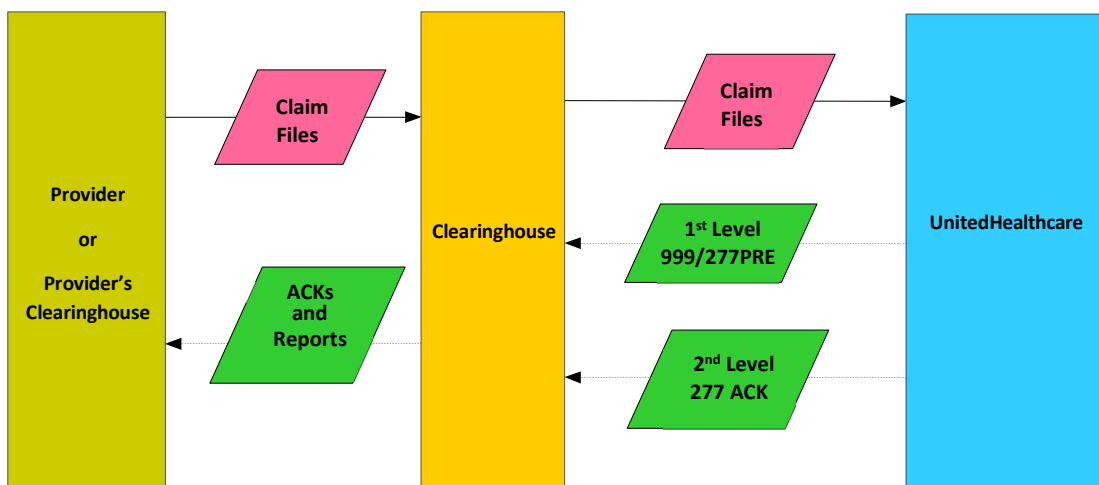 Provider
or
Provider’s
Clearinghouse
Claim
Files
ACKs
and
Reports
Clearinghouse
Claim
Files
1st Level
999/277PRE
2nd Level
277 ACK
UnitedHealthcare